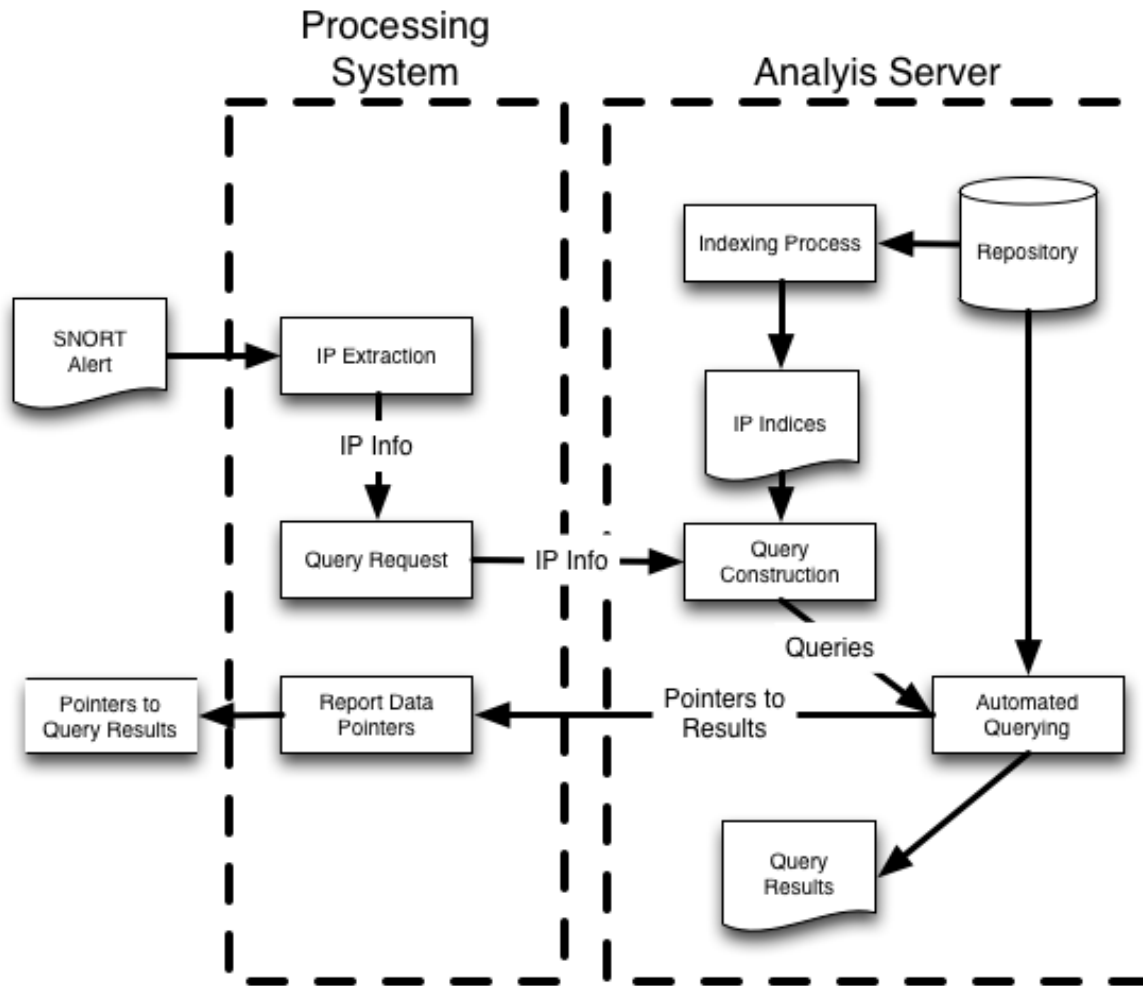 Processing
System
Analyis Server
Indexing Process
Repository
SNORT
Alert
IP Extraction
IP Info
IP Indices
Query Request
IP Info
Query
Construction
Queries
Pointers to
Query Results
Report Data
Pointers
Pointers to
Results
Automated
Querying
Query
Results